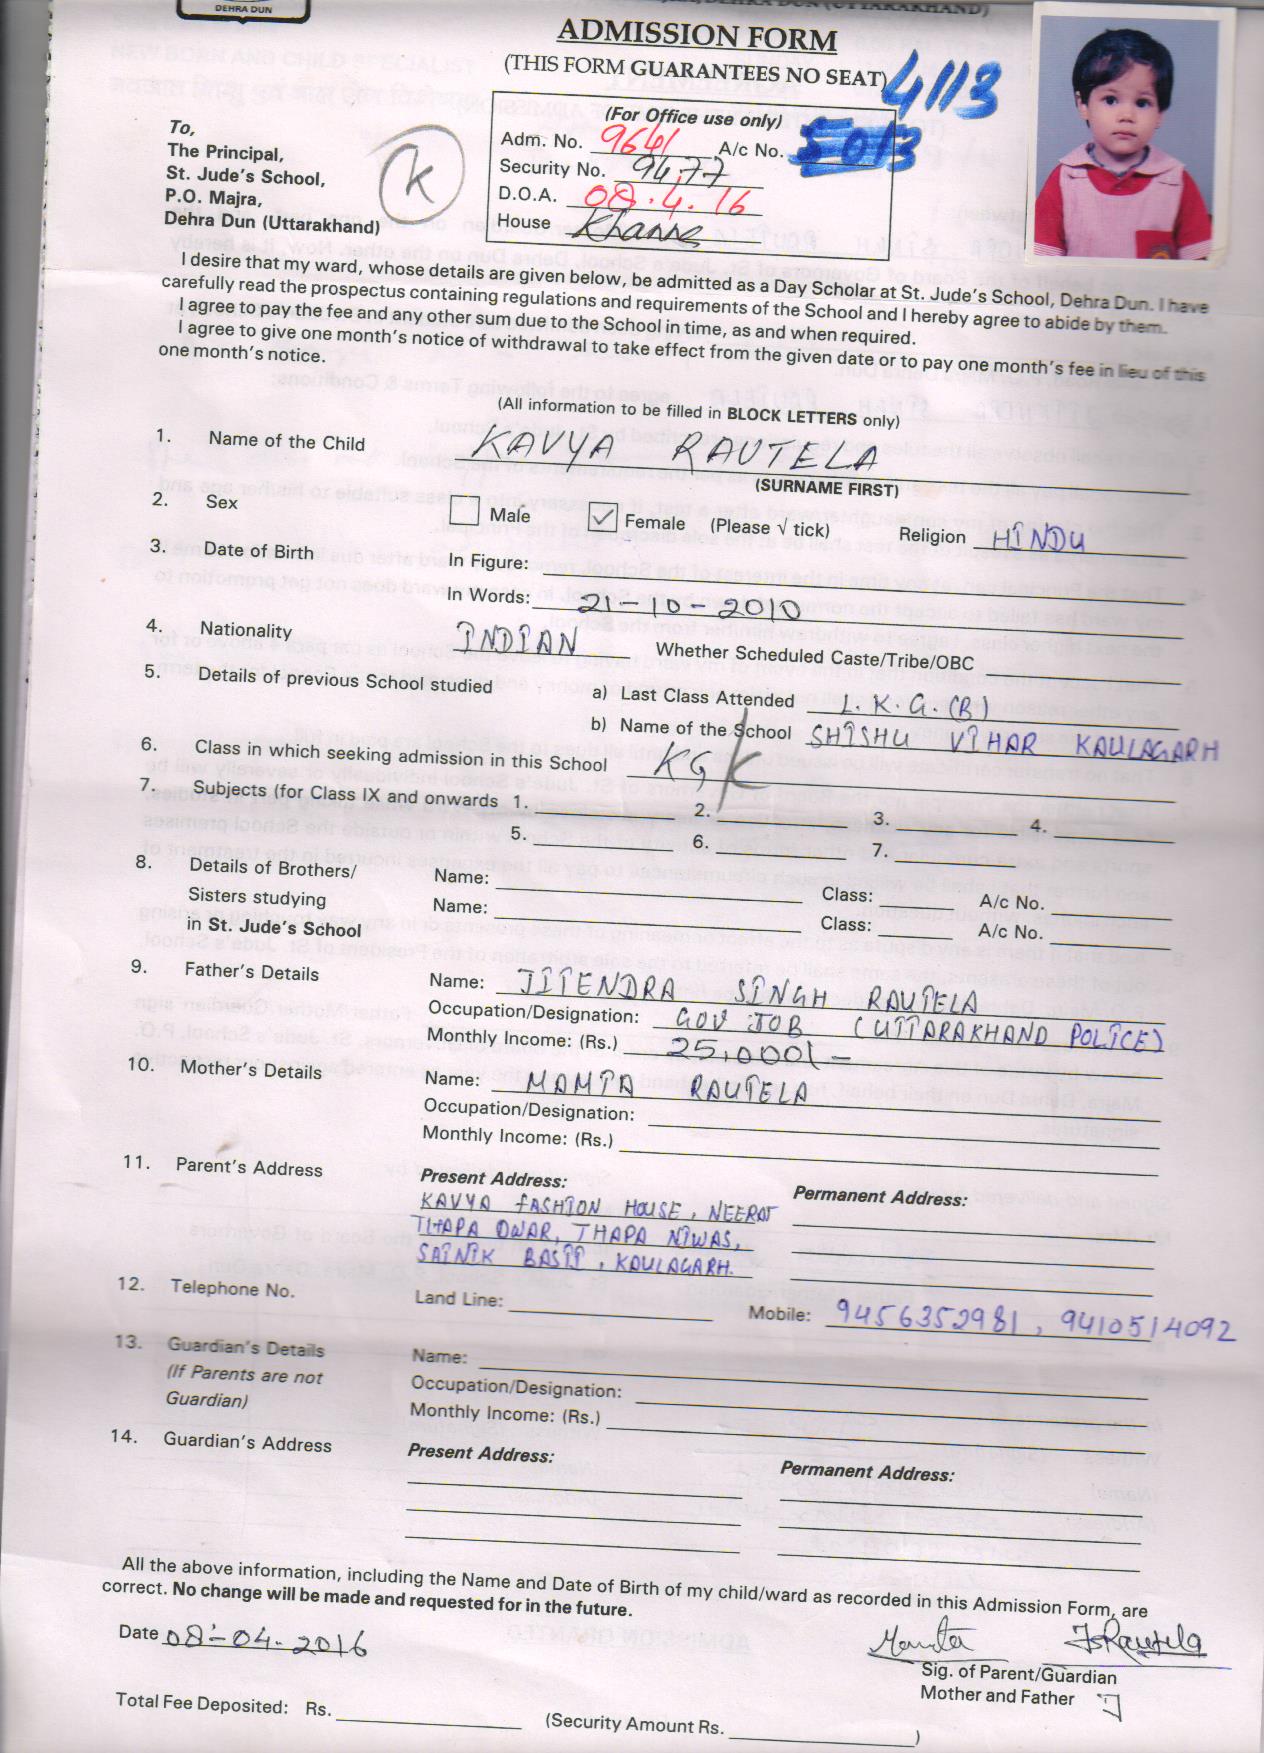 DEHRA DUN
DEHRA DUN (UTTARAKHAND)
ADMISSION FORM
(THIS FORM GUARANTEES NO SEAT)
4113
(For Office use only)
Adm. No. 9641 A/c No. 5013
Security No. 9477
D.O.A. 08.4.16
House Khanna
K
To,
The Principal,
St. Jude's School,
P.O. Majra,
Dehra Dun (Uttarakhand)
I desire that my ward, whose details are given below, be admitted as a Day Scholar at St. Jude's School, Dehra Dun. I have
carefully read the prospectus containing regulations and requirements of the School and I hereby agree to abide by them.
I agree to pay the fee and any other sum due to the School in time, as and when required.
I agree to give one month's notice of withdrawal to take effect from the given date or to pay one month's fee in lieu of this
one month's notice.
(All information to be filled in BLOCK LETTERS only)
1. Name of the Child KAVYA RAUTELA
(SURNAME FIRST)
2. Sex Male ✓ Female (Please √ tick) Religion HINDU
3. Date of Birth In Figure:
In Words: 21-10-2010
4. Nationality INDIAN Whether Scheduled Caste/Tribe/OBC
5. Details of previous School studied a) Last Class Attended L.K.G.(B)
b) Name of the School SHISHU VIHAR KAULAGARH
6. Class in which seeking admission in this School KG K
7. Subjects (for Class IX and onwards 1. 2. 3. 4.
5. 6. 7.
8. Details of Brothers/ Name: Class: A/c No.
Sisters studying Name: Class: A/c No.
in St. Jude's School
9. Father's Details Name: JITENDRA SINGH RAUTELA
Occupation/Designation: GOV JOB (UTTARAKHAND POLICE)
Monthly Income: (Rs.) 25,000/-
10. Mother's Details Name: MAMTA RAUTELA
Occupation/Designation:
Monthly Income: (Rs.)
11. Parent's Address Present Address: Permanent Address:
KAVYA FASHION HOUSE, NEERAT
THAPA DWAR, THAPA NIWAS,
SAINIK BASTI, KAULAGARH.
12. Telephone No. Land Line: Mobile: 9456352981, 9410514092
13. Guardian's Details Name:
(If Parents are not Occupation/Designation:
Guardian) Monthly Income: (Rs.)
14. Guardian's Address Present Address: Permanent Address:
All the above information, including the Name and Date of Birth of my child/ward as recorded in this Admission Form, are
correct. No change will be made and requested for in the future.
Date 08-04-2016 Mamta JSRautela
Sig. of Parent/Guardian
Mother and Father
Total Fee Deposited: Rs. (Security Amount Rs. )